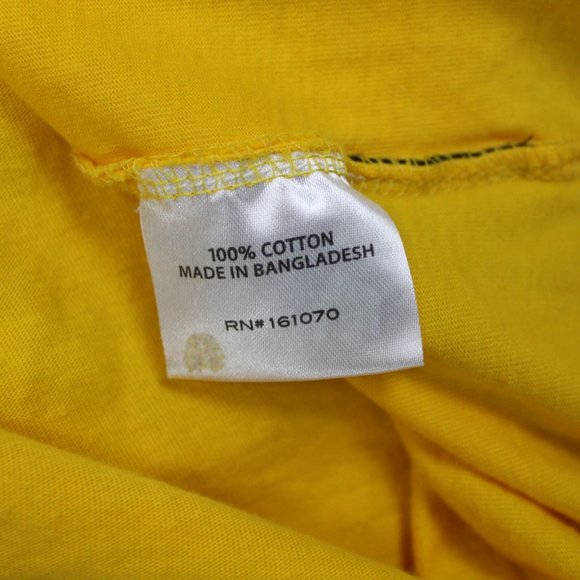 100% COTTON
MADE IN BANGLADESH
RN# 161070